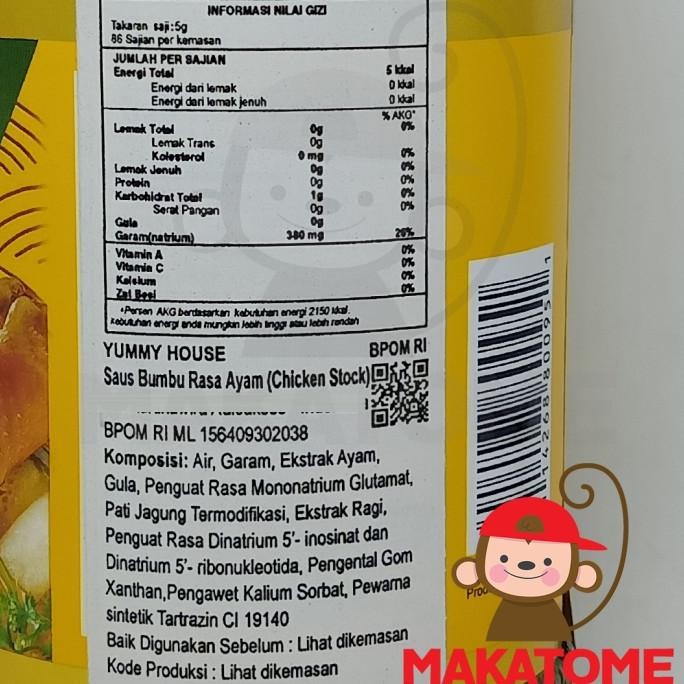 INFORMASI NILAI GIZI
Takaran saji:5g
86 Sajian per kemasan
JUMLAH PER SAJIAN
Energi Total 5 kkal
Energi dari lemak 0 kkal
Energi dari lemak jenuh 0 kkal
% AKG*
Lemak Total 0g 0%
Lemak Trans 0g
Kolesterol 0 mg 0%
Lemak Jenuh 0g 0%
Protein 0g 0%
Karbohidrat Total 1g 0%
Serat Pangan 0g 0%
Gula 0g
Garam(natrium) 380 mg 26%
Vitamin A 0%
Vitamin C 0%
Kalsium 0%
Zat Besi 0%
*Persen AKG berdasarkan kebutuhan energi 2150 kkal.
kebutuhan energi anda mungkin lebih tinggi atau lebih rendah
YUMMY HOUSE BPOM RI
Saus Bumbu Rasa Ayam (Chicken Stock)
BPOM RI ML 156409302038
Komposisi: Air, Garam, Ekstrak Ayam,
Gula, Penguat Rasa Mononatrium Glutamat,
Pati Jagung Termodifikasi, Ekstrak Ragi,
Penguat Rasa Dinatrium 5'- inosinat dan
Dinatrium 5'- ribonukleotida, Pengental Gom
Xanthan,Pengawet Kalium Sorbat, Pewarna
sintetik Tartrazin CI 19140
Baik Digunakan Sebelum : Lihat dikemasan
Kode Produksi : Lihat dikemasan
MAKATOME